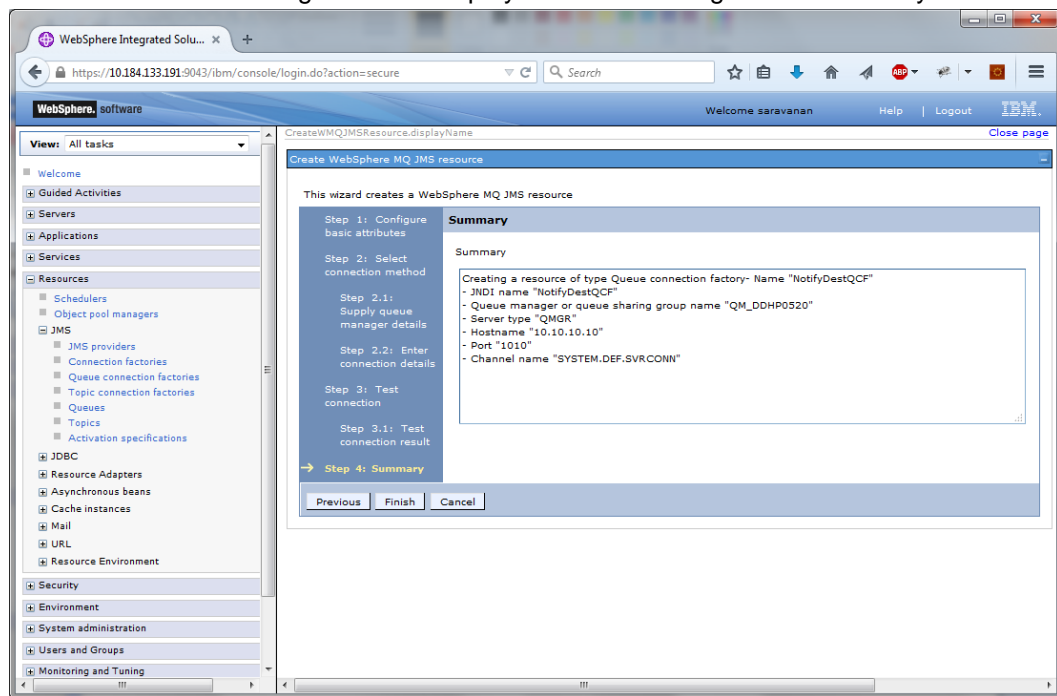 WebSphere Integrated Solu... × +
https://10.184.133.191:9043/ibm/console/login.do?action=secure
Search
ABP
WebSphere. software
Welcome saravanan
Help | Logout
IBM.
View: All tasks
Welcome
Guided Activities
Servers
Applications
Services
Resources
Schedulers
Object pool managers
JMS
JMS providers
Connection factories
Queue connection factories
Topic connection factories
Queues
Topics
Activation specifications
JDBC
Resource Adapters
Asynchronous beans
Cache instances
Mail
URL
Resource Environment
Security
Environment
System administration
Users and Groups
Monitoring and Tuning
CreateWMQJMSResource.displayName
Close page
Create WebSphere MQ JMS resource
This wizard creates a WebSphere MQ JMS resource
Step 1: Configure
basic attributes
Step 2: Select
connection method
Step 2.1:
Supply queue
manager details
Step 2.2: Enter
connection details
Step 3: Test
connection
Step 3.1: Test
connection result
Step 4: Summary
Summary
Summary
Creating a resource of type Queue connection factory- Name "NotifyDestQCF"
- JNDI name "NotifyDestQCF"
- Queue manager or queue sharing group name "QM_DDHP0520"
- Server type "QMGR"
- Hostname "10.10.10.10"
- Port "1010"
- Channel name "SYSTEM.DEF.SVRCONN"
Previous Finish Cancel